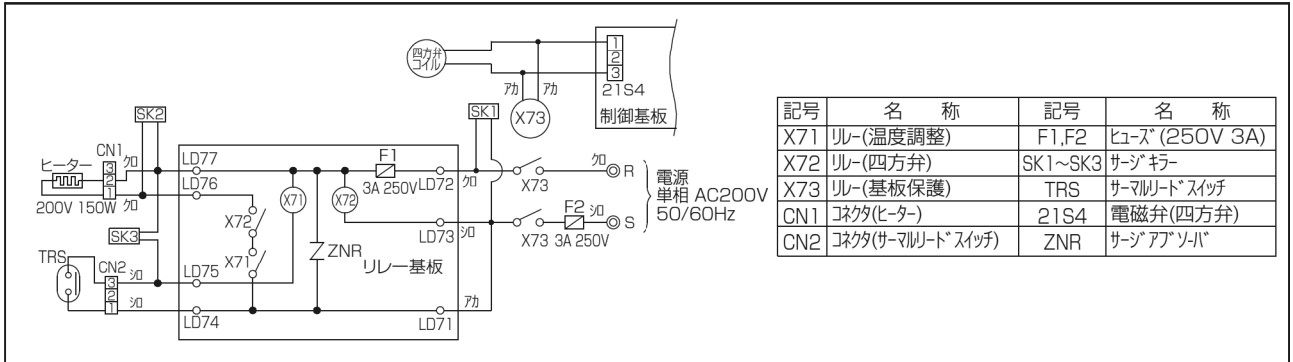 四方弁
コイル
1
2
3
アカ
アカ
21S4
X73
制御基板
SK2
SK1
CN1
ヒーター
クロ
3
2
1
200V 150W
クロ
LD77
LD76
F1
3A 250V
LD72
クロ
X73
クロ
R
X71
X72
X72
F2
シロ
S
電源
単相 AC200V
50/60Hz
LD73
シロ
X73
3A 250V
SK3
X71
ZNR
リレー基板
TRS
CN2
シロ
3
2
1
シロ
LD75
LD74
LD71
アカ
記号 名 称 記号 名 称
X71 リレー(温度調整) F1,F2 ヒューズ(250V 3A)
X72 リレー(四方弁) SK1~SK3 サージキラー
X73 リレー(基板保護) TRS サーマルリードスイッチ
CN1 コネクタ(ヒーター) 21S4 電磁弁(四方弁)
CN2 コネクタ(サーマルリードスイッチ) ZNR サージアブソーバ